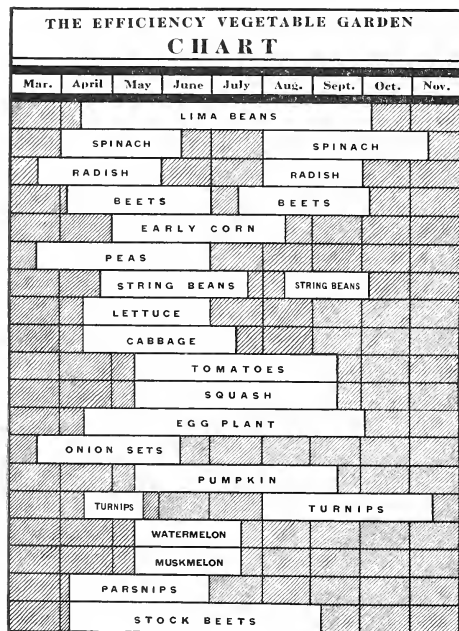 THE EFFICIENCY VEGETABLE GARDEN
CHART
Mar. April May June July Aug. Sept. Oct. Nov.
LIMA BEANS
SPINACH SPINACH
RADISH RADISH
BEETS BEETS
EARLY CORN
PEAS
STRING BEANS STRING BEANS
LETTUCE
CABBAGE
TOMATOES
SQUASH
EGG PLANT
ONION SETS
PUMPKIN
TURNIPS TURNIPS
WATERMELON
MUSKMELON
PARSNIPS
STOCK BEETS